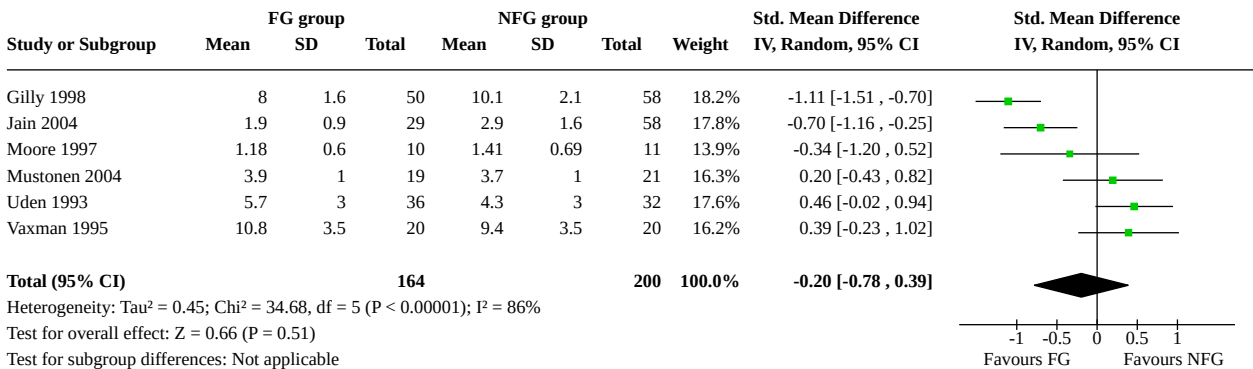 FG group NFG group Std. Mean Difference Std. Mean Difference
Study or Subgroup Mean SD Total Mean SD Total Weight IV, Random, 95% CI IV, Random, 95% CI
Gilly 1998 8 1.6 50 10.1 2.1 58 18.2% -1.11 [-1.51 , -0.70]
Jain 2004 1.9 0.9 29 2.9 1.6 58 17.8% -0.70 [-1.16 , -0.25]
Moore 1997 1.18 0.6 10 1.41 0.69 11 13.9% -0.34 [-1.20 , 0.52]
Mustonen 2004 3.9 1 19 3.7 1 21 16.3% 0.20 [-0.43 , 0.82]
Uden 1993 5.7 3 36 4.3 3 32 17.6% 0.46 [-0.02 , 0.94]
Vaxman 1995 10.8 3.5 20 9.4 3.5 20 16.2% 0.39 [-0.23 , 1.02]
Total (95% CI) 164 200 100.0% -0.20 [-0.78 , 0.39]
Heterogeneity: Tau² = 0.45; Chi² = 34.68, df = 5 (P < 0.00001); I² = 86%
Test for overall effect: Z = 0.66 (P = 0.51)
-1 -0.5 0 0.5 1
Test for subgroup differences: Not applicable
Favours FG Favours NFG